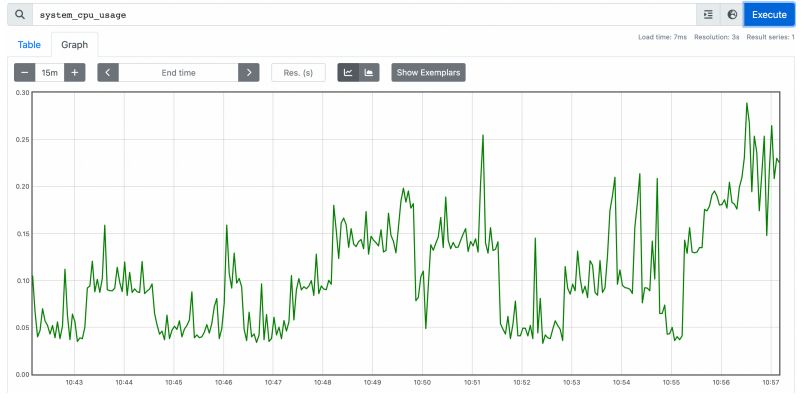 system_cpu_usage
Execute
Load time: 7ms Resolution: 3s Result series: 1
Table
Graph
15m
End time
Res. (s)
Show Exemplars
0.30
0.25
0.20
0.15
0.10
0.05
0.00
10:43 10:44 10:45 10:46 10:47 10:48 10:49 10:50 10:51 10:52 10:53 10:54 10:55 10:56 10:57